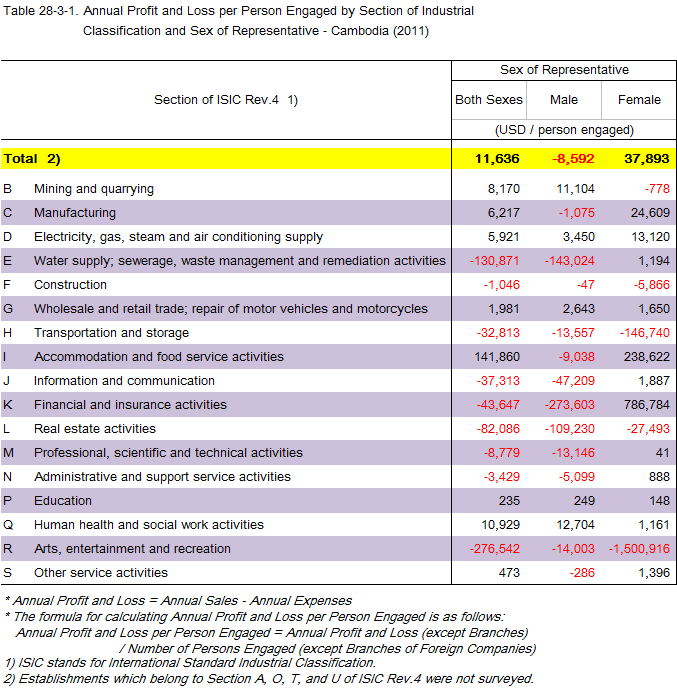 Table 28-3-1. Annual Profit and Loss per Person Engaged by Section of Industrial
Classification and Sex of Representative - Cambodia (2011)
Section of ISIC Rev.4 1)
Sex of Representative
Both Sexes Male Female
(USD / person engaged)
Total 2) 11,636 -8,592 37,893
B Mining and quarrying 8,170 11,104 -778
C Manufacturing 6,217 -1,075 24,609
D Electricity, gas, steam and air conditioning supply 5,921 3,450 13,120
E Water supply; sewerage, waste management and remediation activities -130,871 -143,024 1,194
F Construction -1,046 -47 -5,866
G Wholesale and retail trade; repair of motor vehicles and motorcycles 1,981 2,643 1,650
H Transportation and storage -32,813 -13,557 -146,740
I Accommodation and food service activities 141,860 -9,038 238,622
J Information and communication -37,313 -47,209 1,887
K Financial and insurance activities -43,647 -273,603 786,784
L Real estate activities -82,086 -109,230 -27,493
M Professional, scientific and technical activities -8,779 -13,146 41
N Administrative and support service activities -3,429 -5,099 888
P Education 235 249 148
Q Human health and social work activities 10,929 12,704 1,161
R Arts, entertainment and recreation -276,542 -14,003 -1,500,916
S Other service activities 473 -286 1,396
* Annual Profit and Loss = Annual Sales - Annual Expenses
* The formula for calculating Annual Profit and Loss per Person Engaged is as follows:
Annual Profit and Loss per Person Engaged = Annual Profit and Loss (except Branches)
/ Number of Persons Engaged (except Branches of Foreign Companies)
1) ISIC stands for International Standard Industrial Classification.
2) Establishments which belong to Section A, O, T, and U of ISIC Rev.4 were not surveyed.